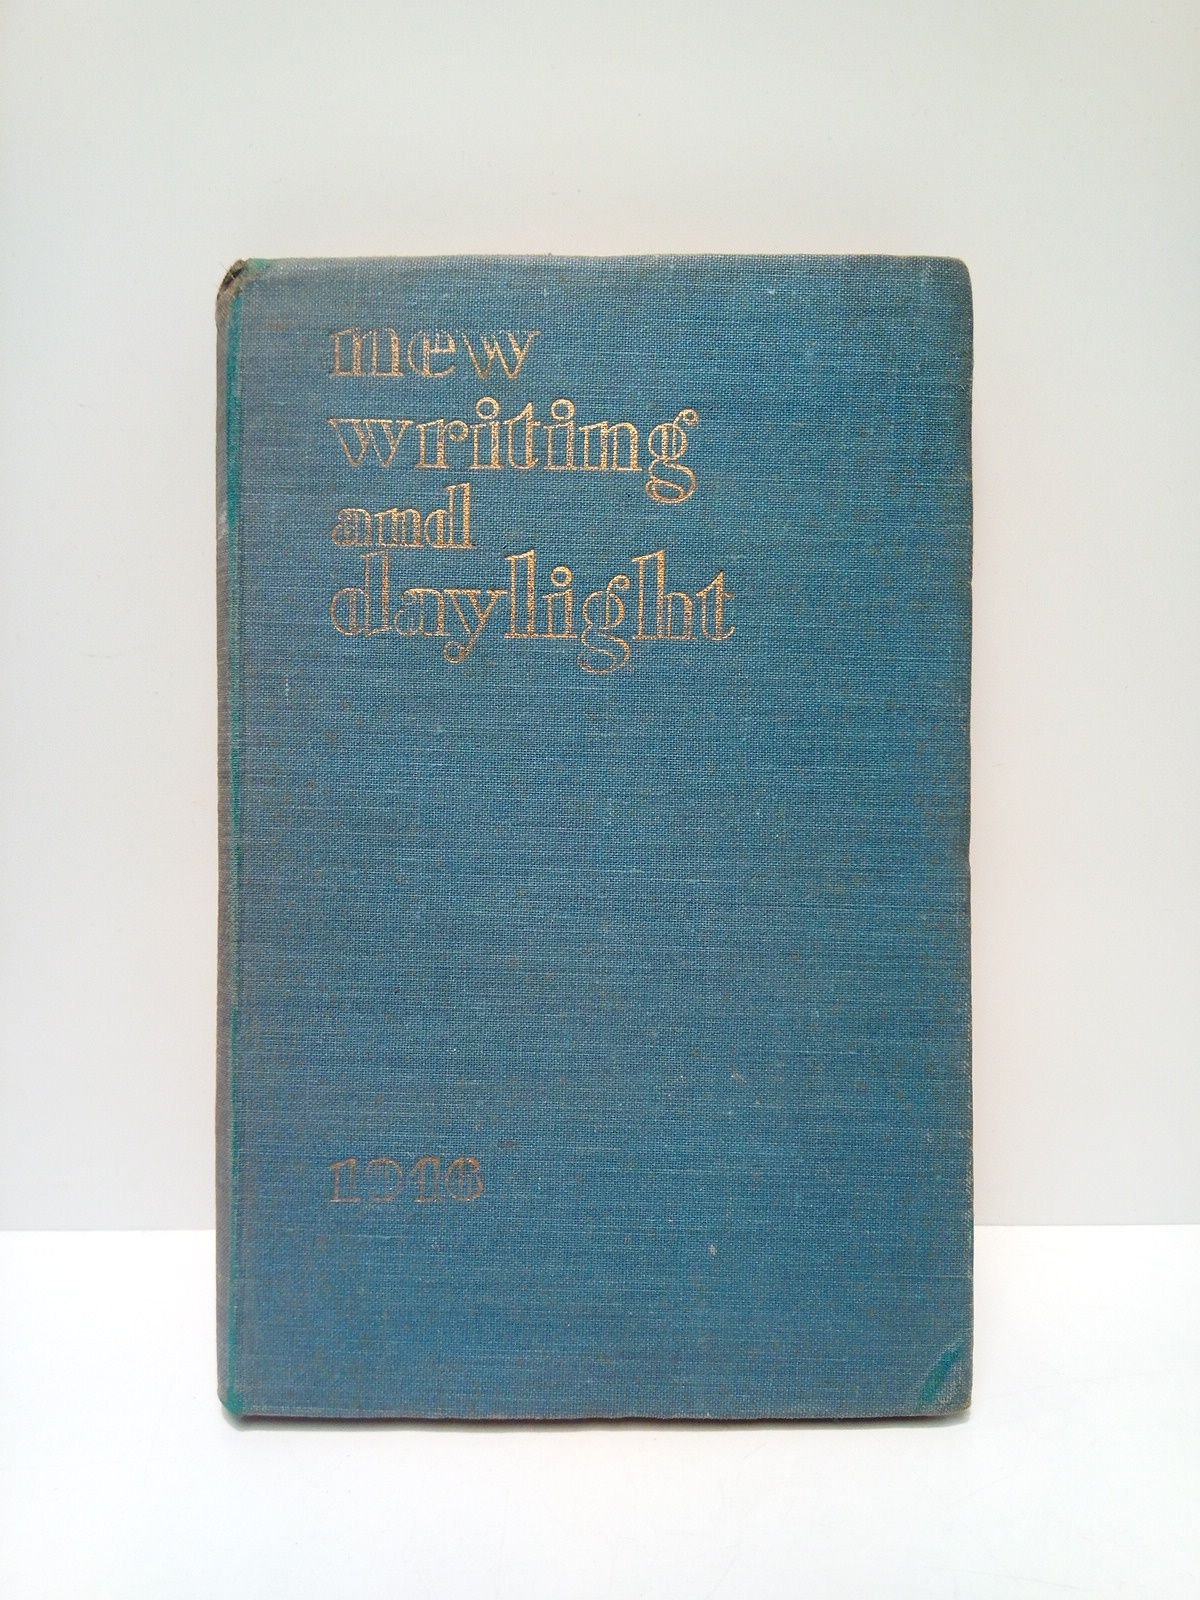 new
writing
and
daylight
1946